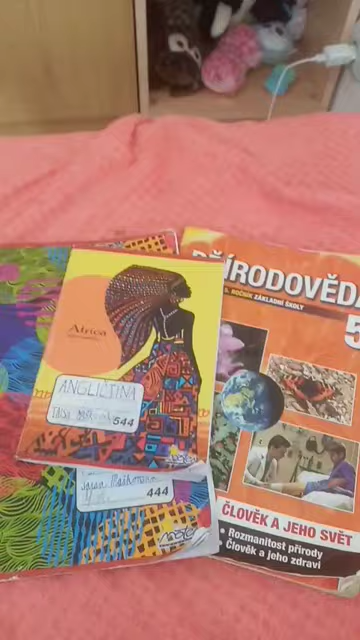 PŘÍRODOVĚDA
5. ROČNÍK ZÁKLADNÍ ŠKOLY
5
Africa
ANGLIČTINA
544
444
ČLOVĚK A JEHO SVĚT
• Rozmanitost přírody
• Člověk a jeho zdraví